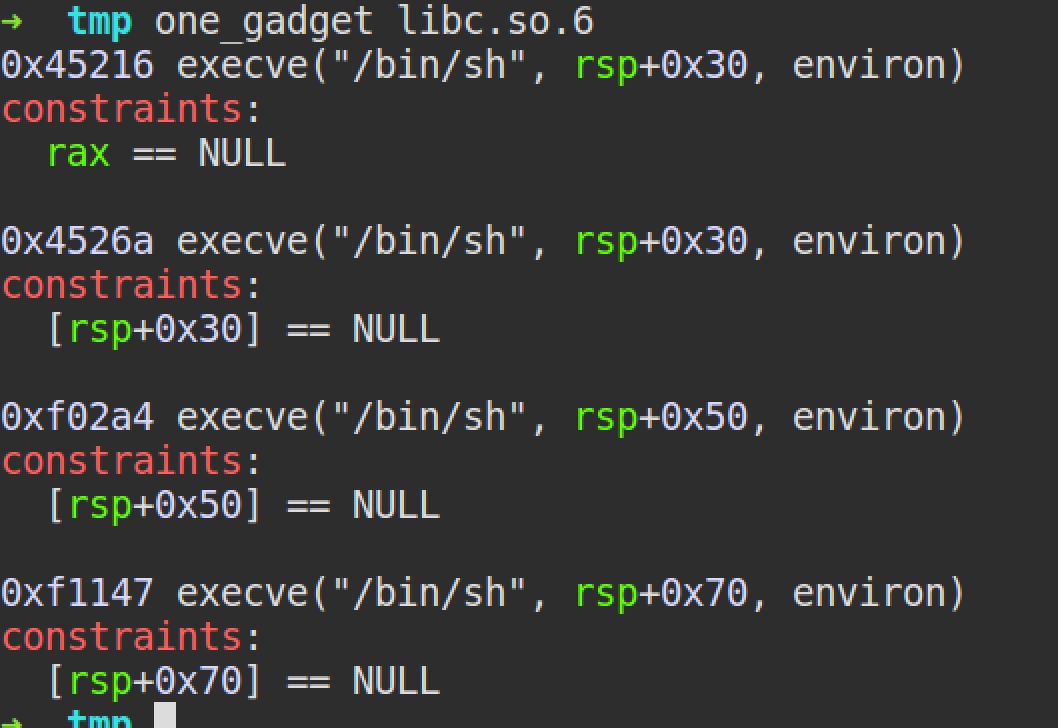 → tmp one_gadget libc.so.6
0x45216 execve("/bin/sh", rsp+0x30, environ)
constraints:
  rax == NULL

0x4526a execve("/bin/sh", rsp+0x30, environ)
constraints:
  [rsp+0x30] == NULL

0xf02a4 execve("/bin/sh", rsp+0x50, environ)
constraints:
  [rsp+0x50] == NULL

0xf1147 execve("/bin/sh", rsp+0x70, environ)
constraints:
  [rsp+0x70] == NULL
→ tmp